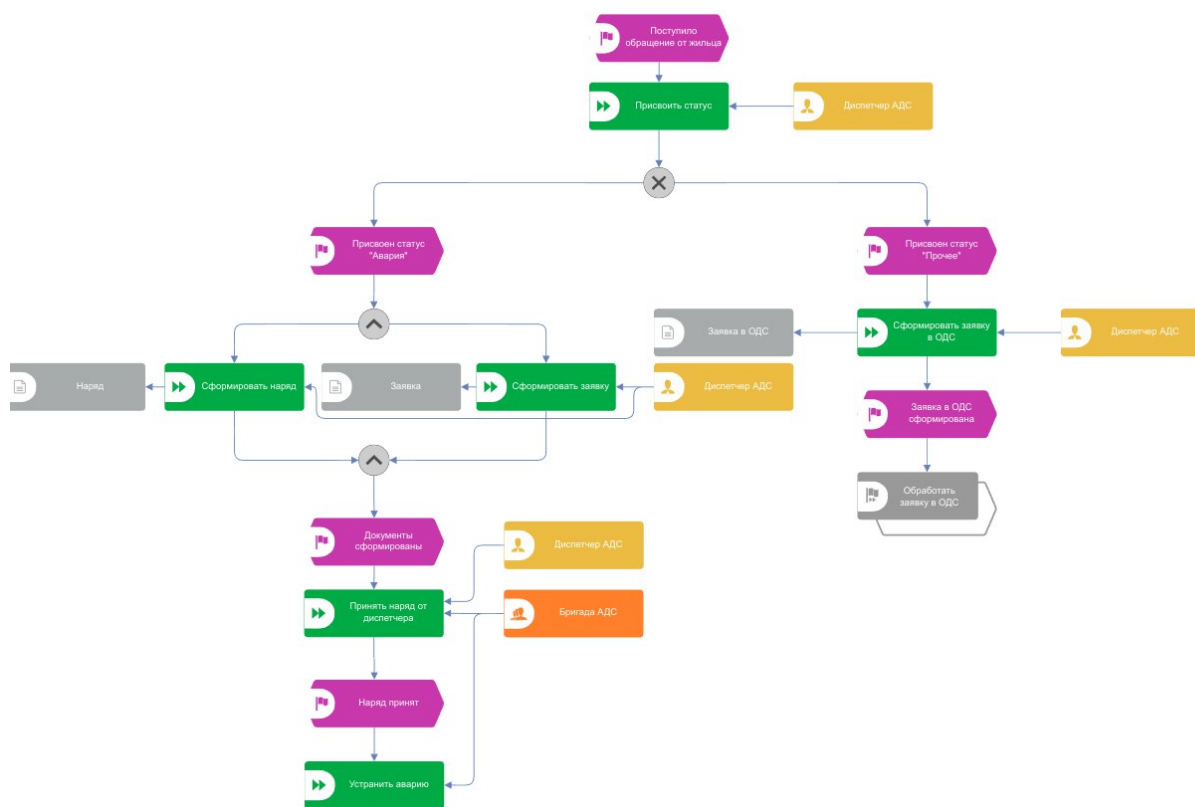 Поступило
обращение от жильца
Присвоить статус
Диспетчер АДС
Присвоен статус
"Авария"
Присвоен статус
"Прочее"
Заявка в ОДС
Сформировать заявку
в ОДС
Диспетчер АДС
Наряд
Сформировать наряд
Заявка
Сформировать заявку
Диспетчер АДС
Заявка в ОДС
сформирована
Обработать
заявку в ОДС
Документы
сформированы
Диспетчер АДС
Принять наряд от
диспетчера
Бригада АДС
Наряд принят
Устранить аварию